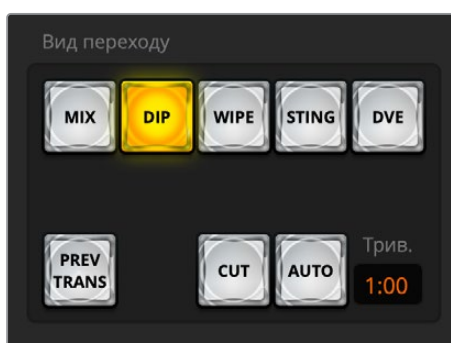 Вид переходу
MIX DIP WIPE STING DVE
PREV
TRANS
CUT AUTO
Трив.
1:00